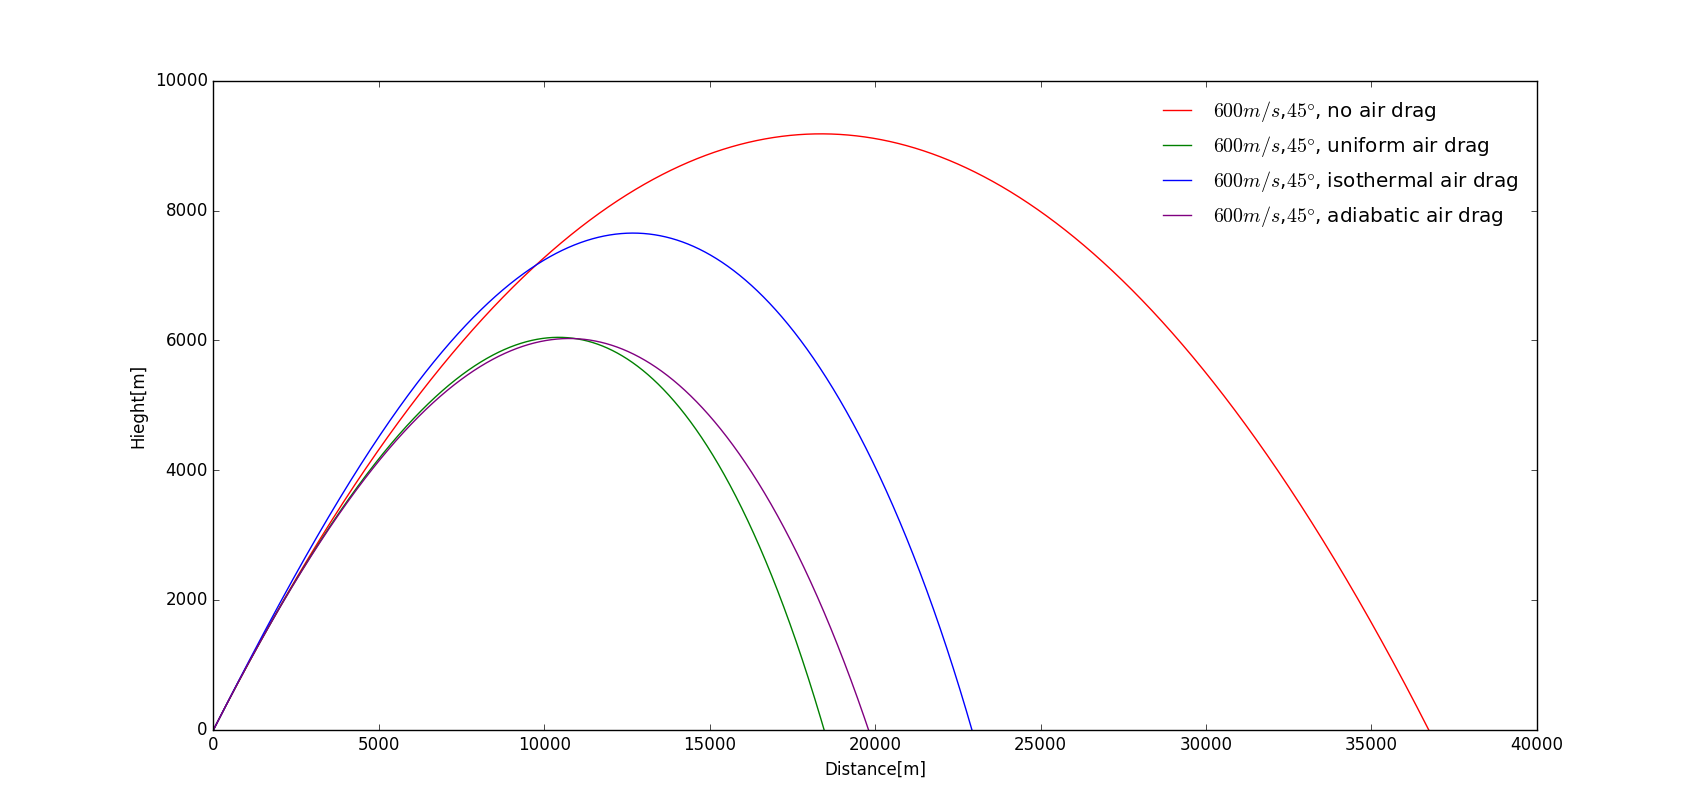 10000
8000
6000
4000
2000
0
Hieght[m]
600m/s,45°, no air drag
600m/s,45°, uniform air drag
600m/s,45°, isothermal air drag
600m/s,45°, adiabatic air drag
0 5000 10000 15000 20000 25000 30000 35000 40000
Distance[m]